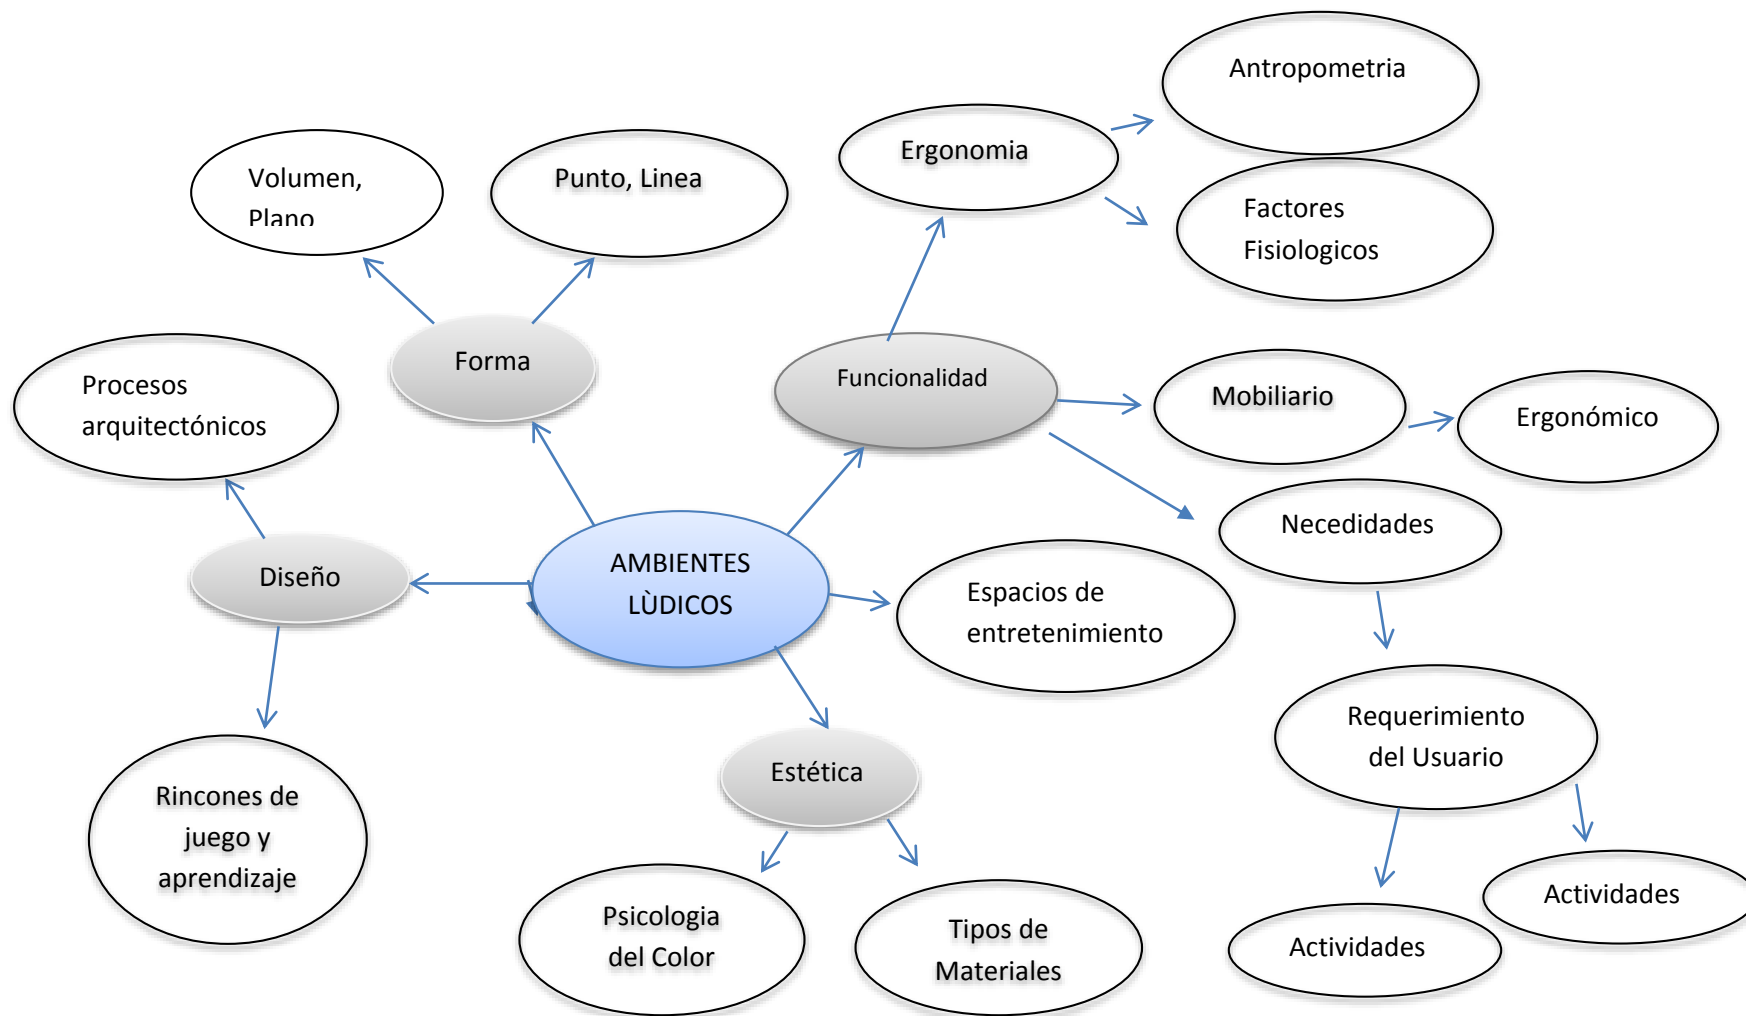 Antropometria
Ergonomia
Volumen,
Plano
Punto, Linea
Factores
Fisiologicos
Forma
Funcionalidad
Procesos
arquitectónicos
Mobiliario
Ergonómico
Necedidades
Diseño
AMBIENTES
LÙDICOS
Espacios de
entretenimiento
Requerimiento
del Usuario
Estética
Rincones de
juego y
aprendizaje
Psicologia
del Color
Tipos de
Materiales
Actividades
Actividades